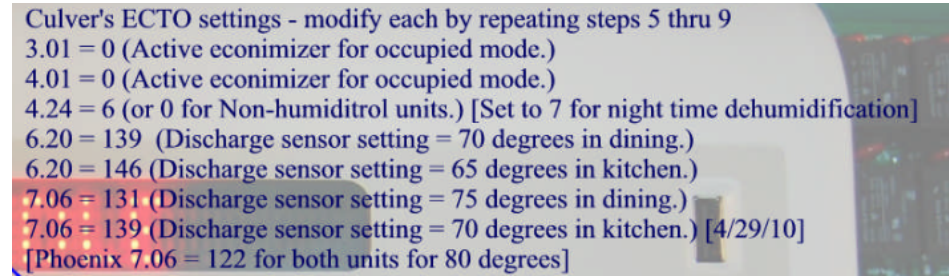 Culver's ECTO settings - modify each by repeating steps 5 thru 9
3.01 = 0 (Active econimizer for occupied mode.)
4.01 = 0 (Active econimizer for occupied mode.)
4.24 = 6 (or 0 for Non-humiditrol units.) [Set to 7 for night time dehumidification]
6.20 = 139  (Discharge sensor setting = 70 degrees in dining.)
6.20 = 146 (Discharge sensor setting = 65 degrees in kitchen.)
7.06 = 131 (Discharge sensor setting = 75 degrees in dining.)
7.06 = 139 (Discharge sensor setting = 70 degrees in kitchen.) [4/29/10]
[Phoenix 7.06 = 122 for both units for 80 degrees]